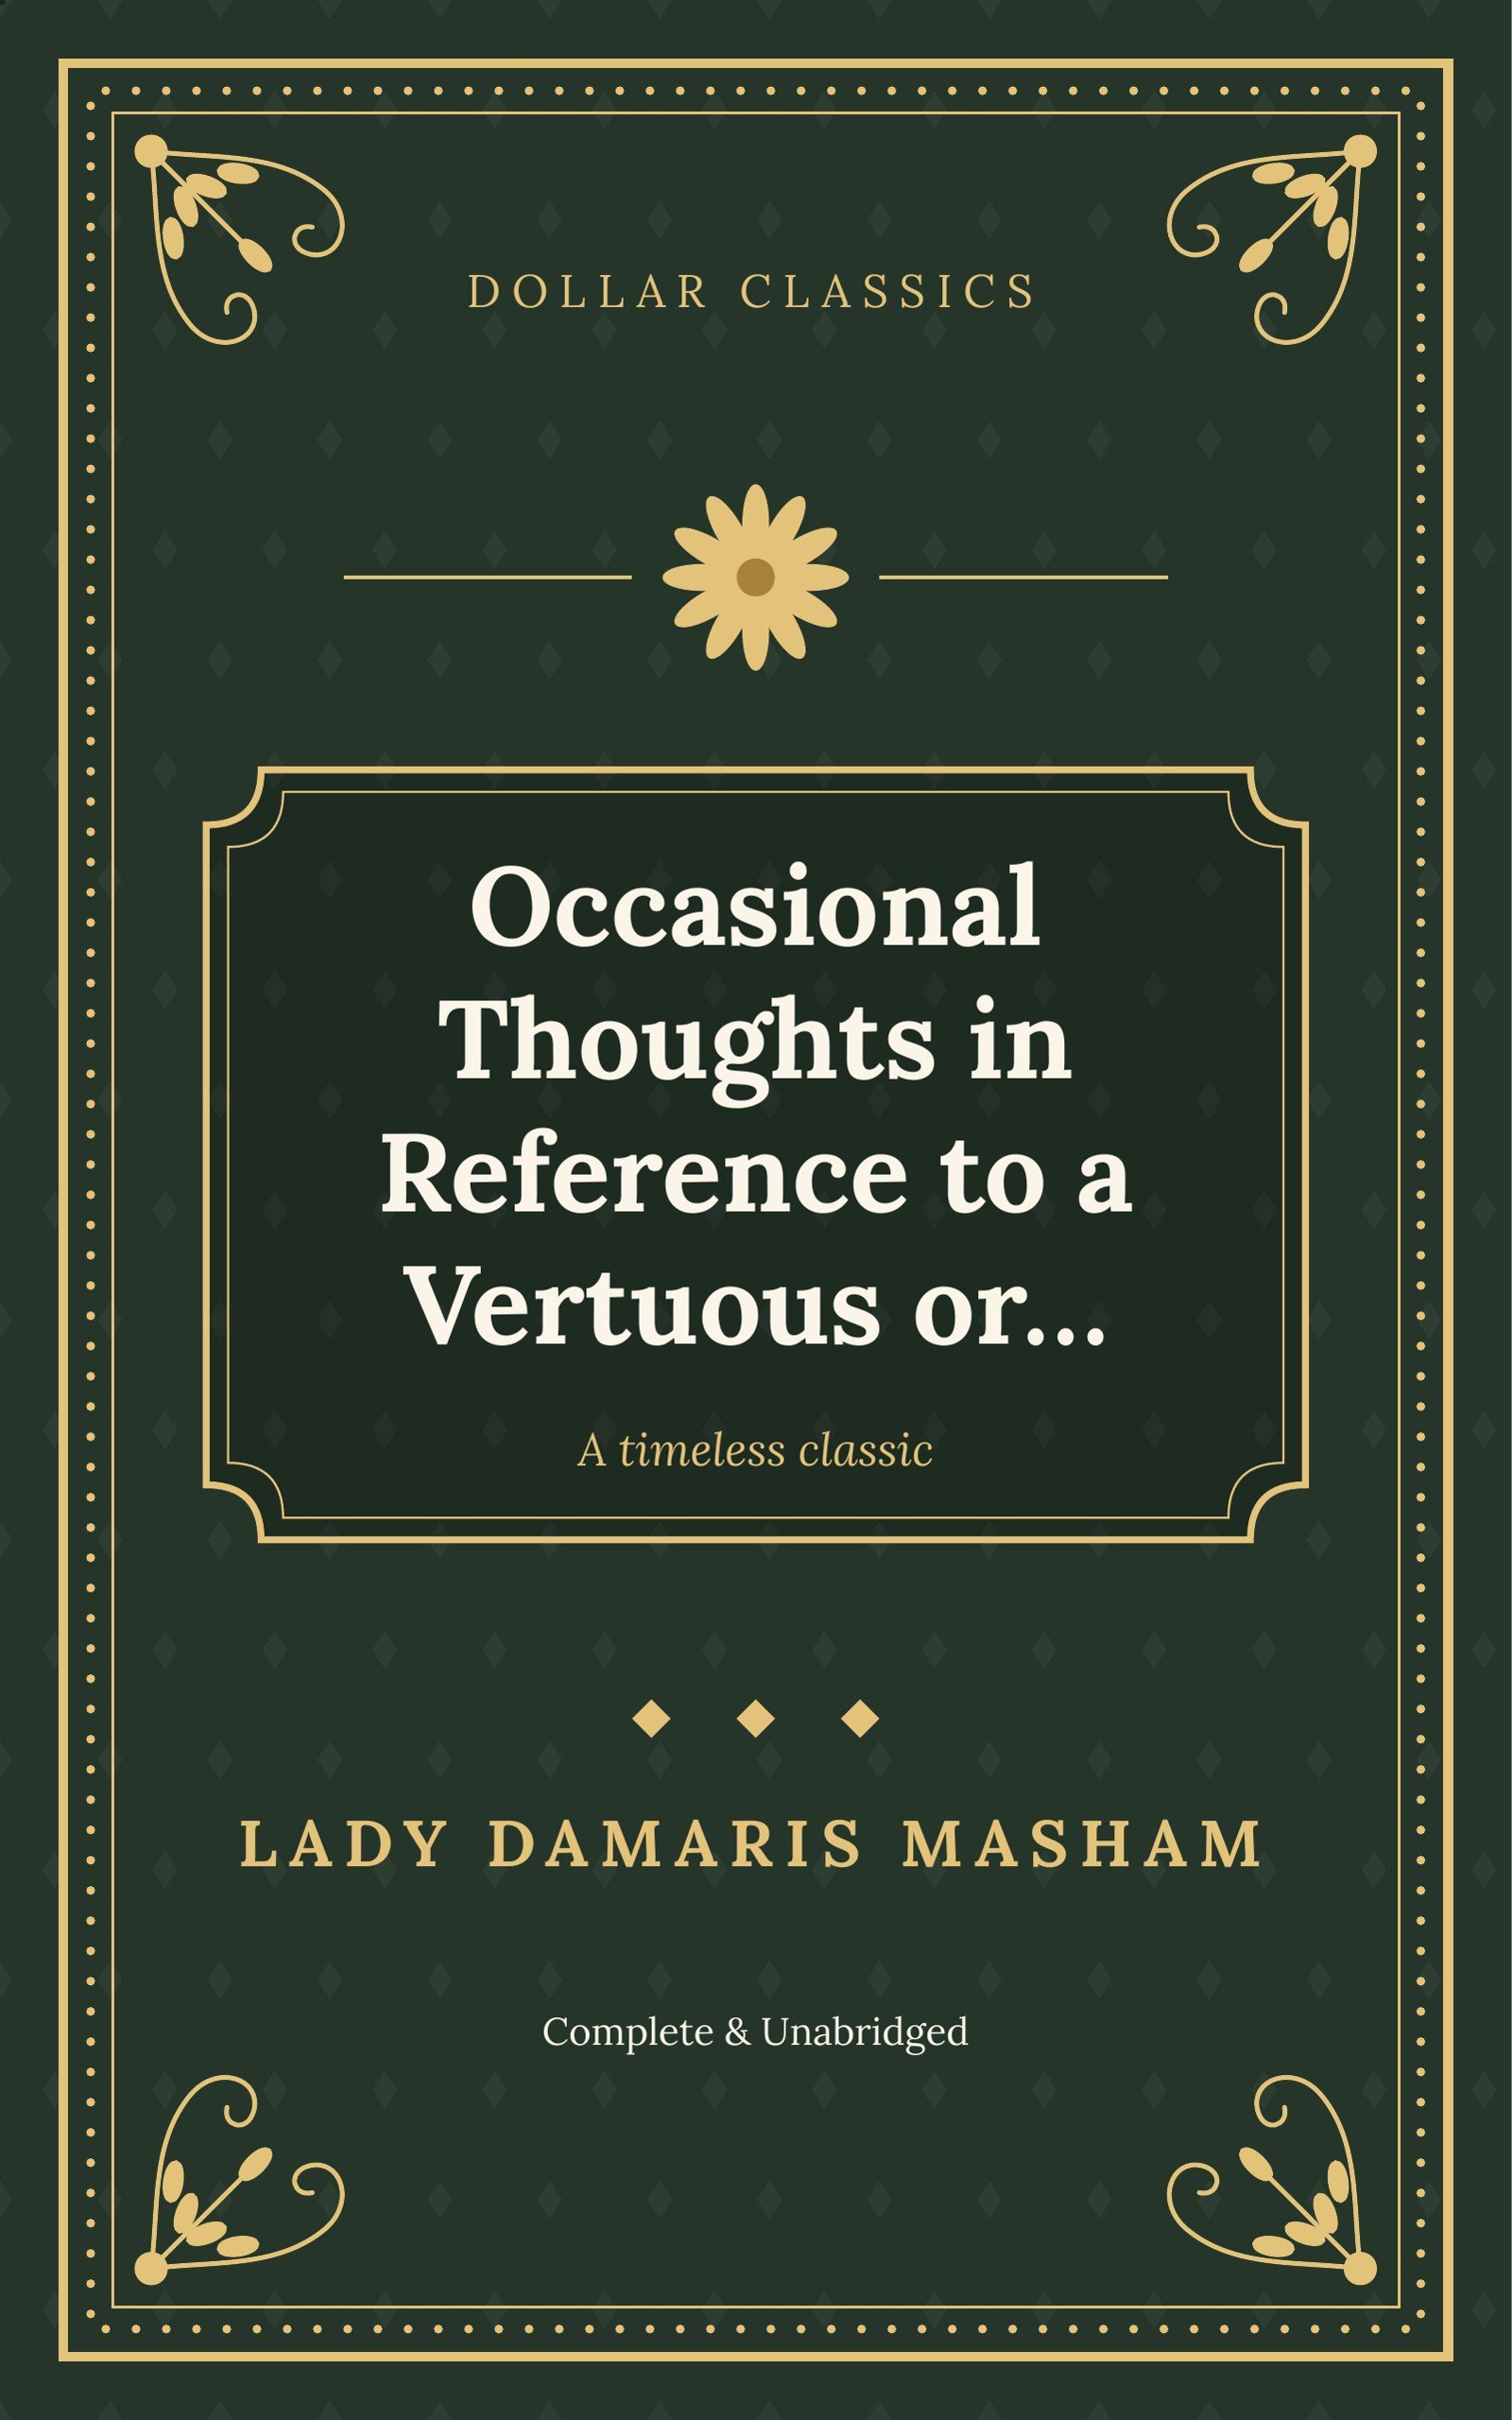 DOLLAR CLASSICS
Occasional
Thoughts in
Reference to a
Vertuous or...
A timeless classic
LADY DAMARIS MASHAM
Complete & Unabridged